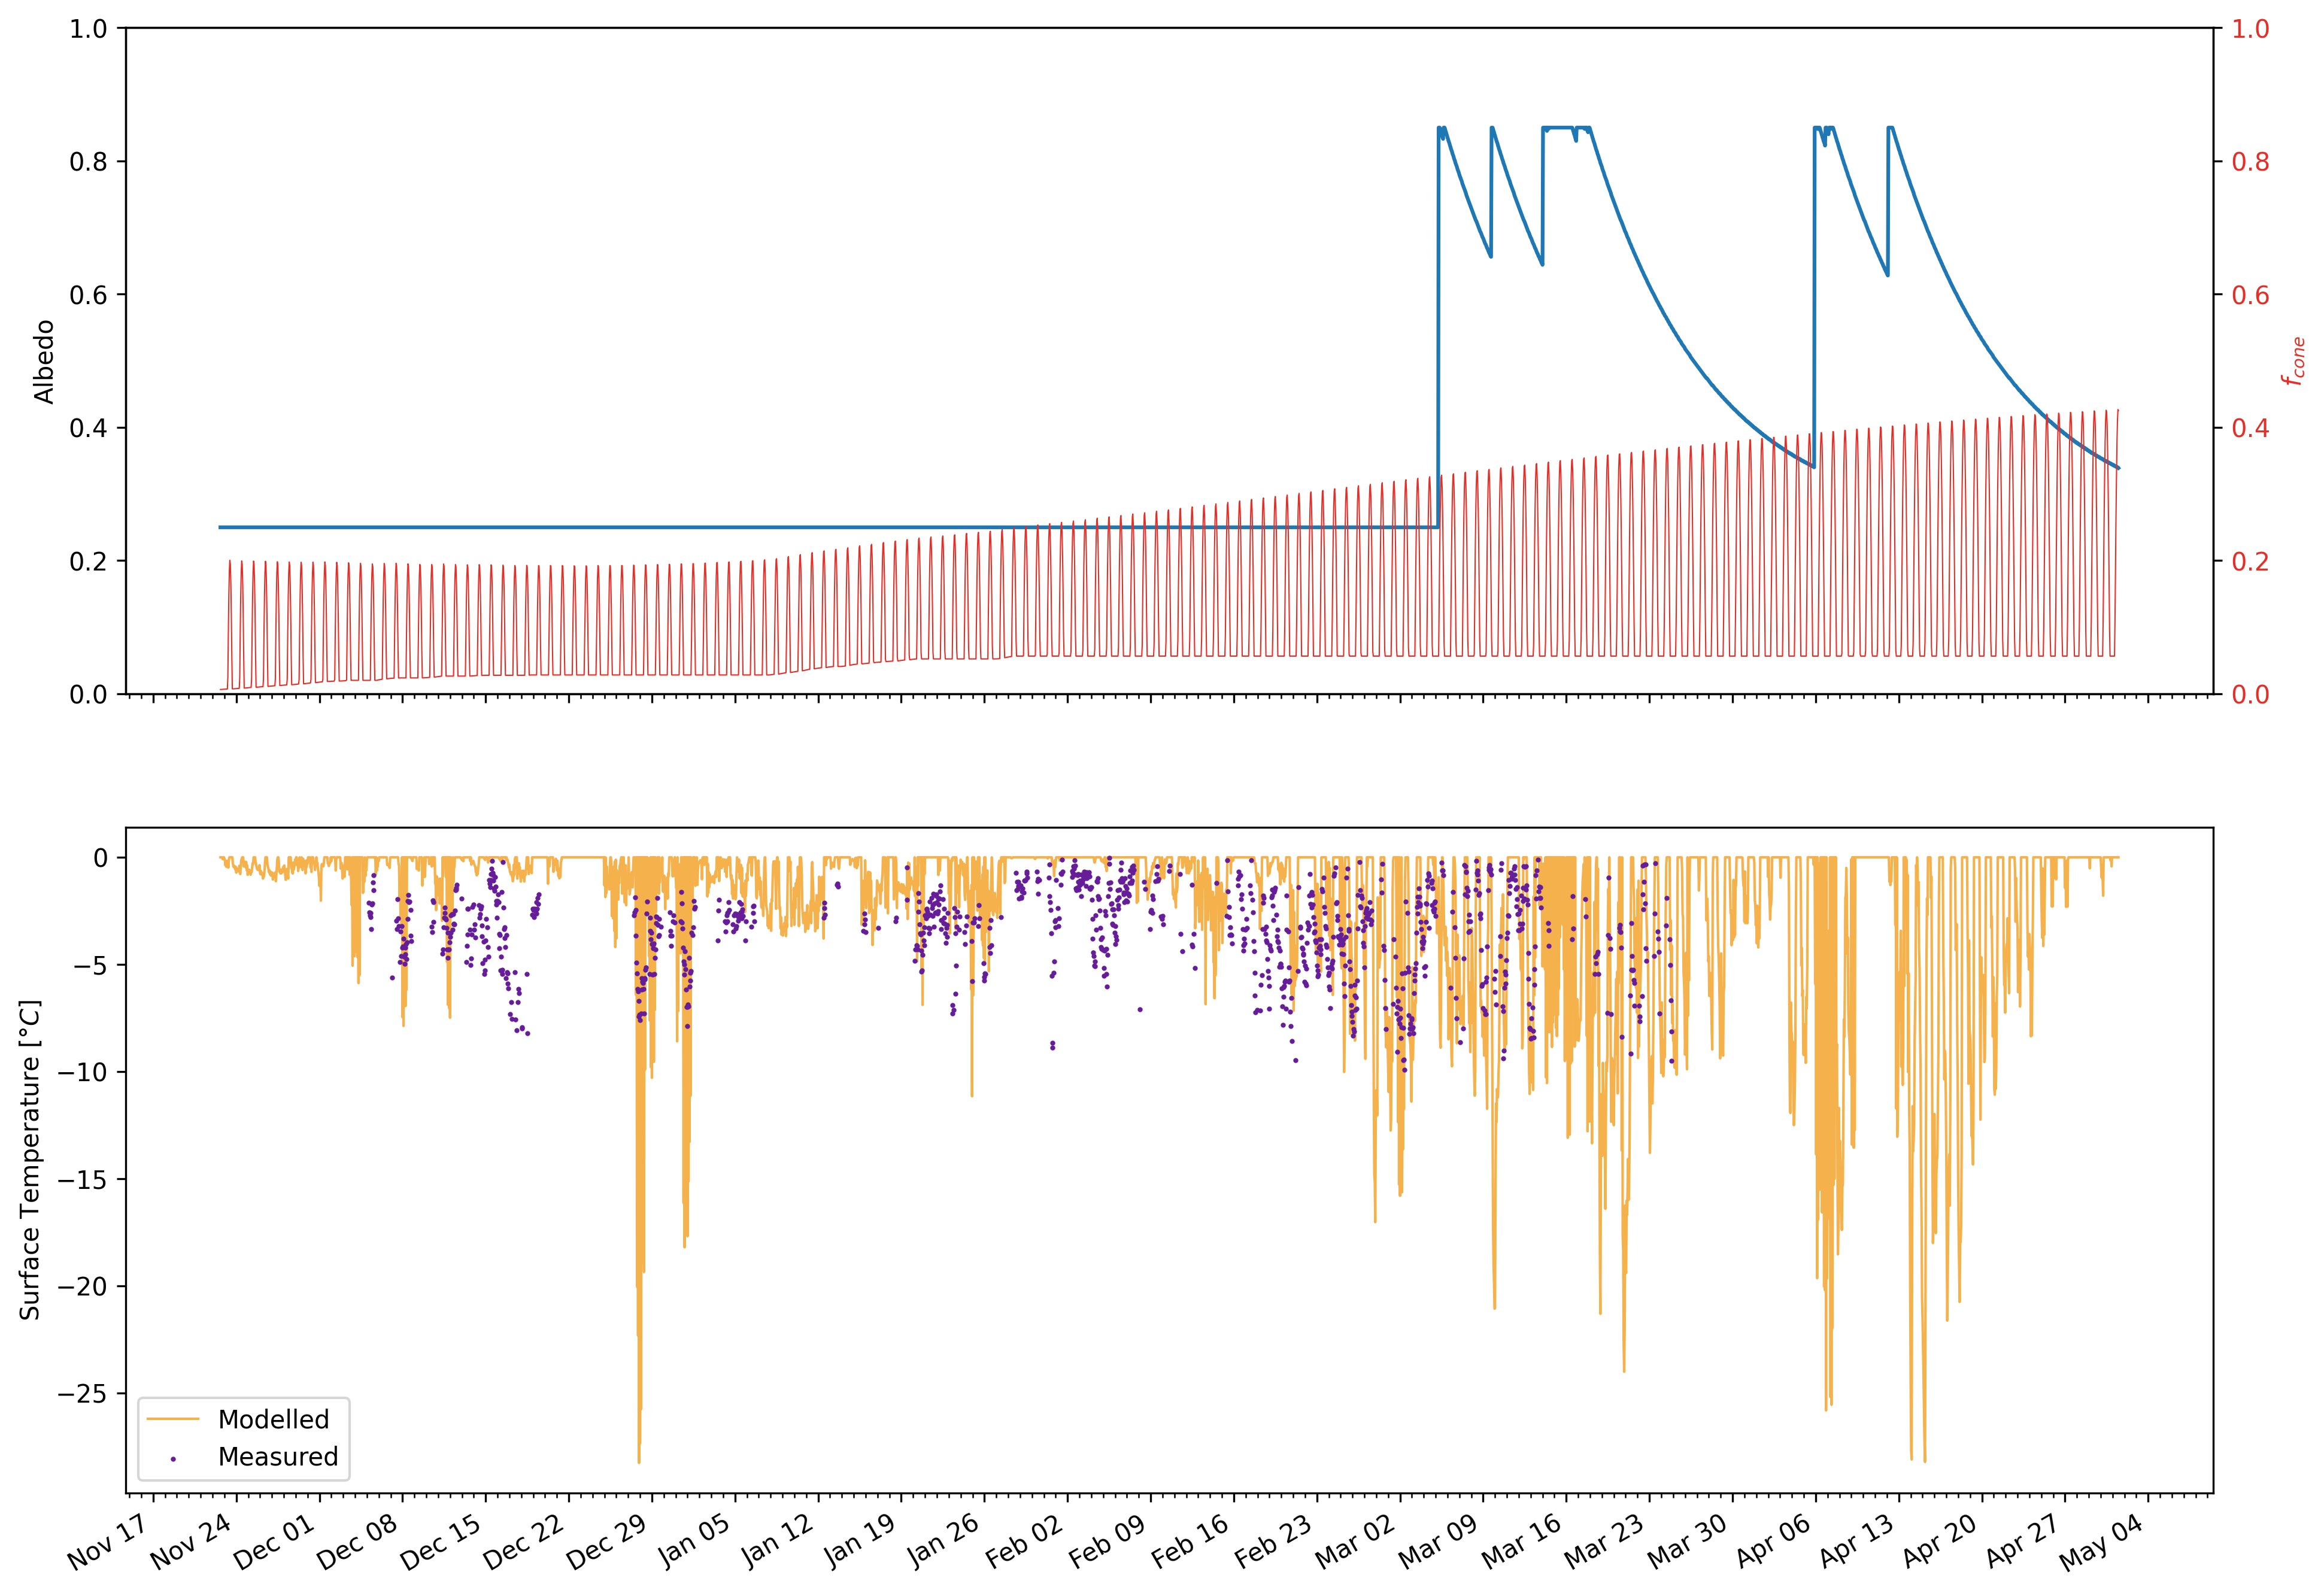 1.0
0.8
0.6
0.4
0.2
0.0
Albedo
1.0
0.8
0.6
0.4
0.2
0.0
f_cone
0
−5
−10
−15
−20
−25
Surface Temperature [°C]
Modelled
Measured
Nov 17
Nov 24
Dec 01
Dec 08
Dec 15
Dec 22
Dec 29
Jan 05
Jan 12
Jan 19
Jan 26
Feb 02
Feb 09
Feb 16
Feb 23
Mar 02
Mar 09
Mar 16
Mar 23
Mar 30
Apr 06
Apr 13
Apr 20
Apr 27
May 04